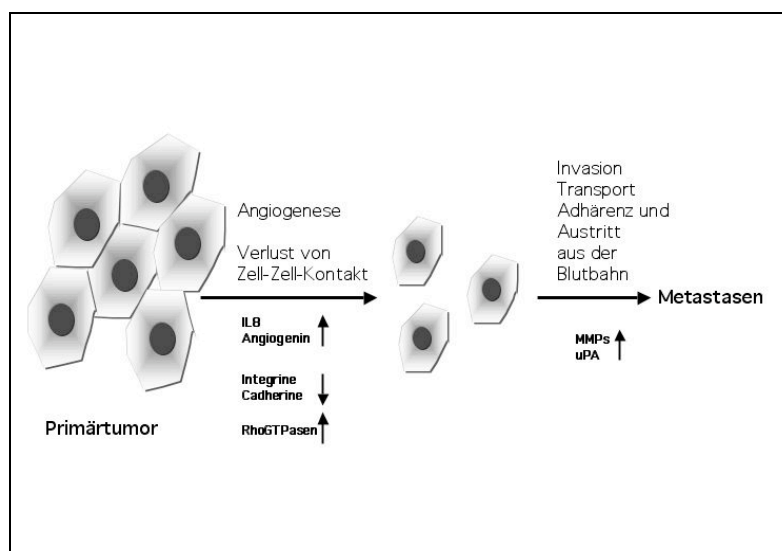 Angiogenese
Verlust von
Zell-Zell-Kontakt
IL8
Angiogenin
Integrine
Cadherine
RhoGTPasen
Primärtumor
Invasion
Transport
Adhärenz und
Austritt
aus der
Blutbahn
MMPs
uPA
Metastasen